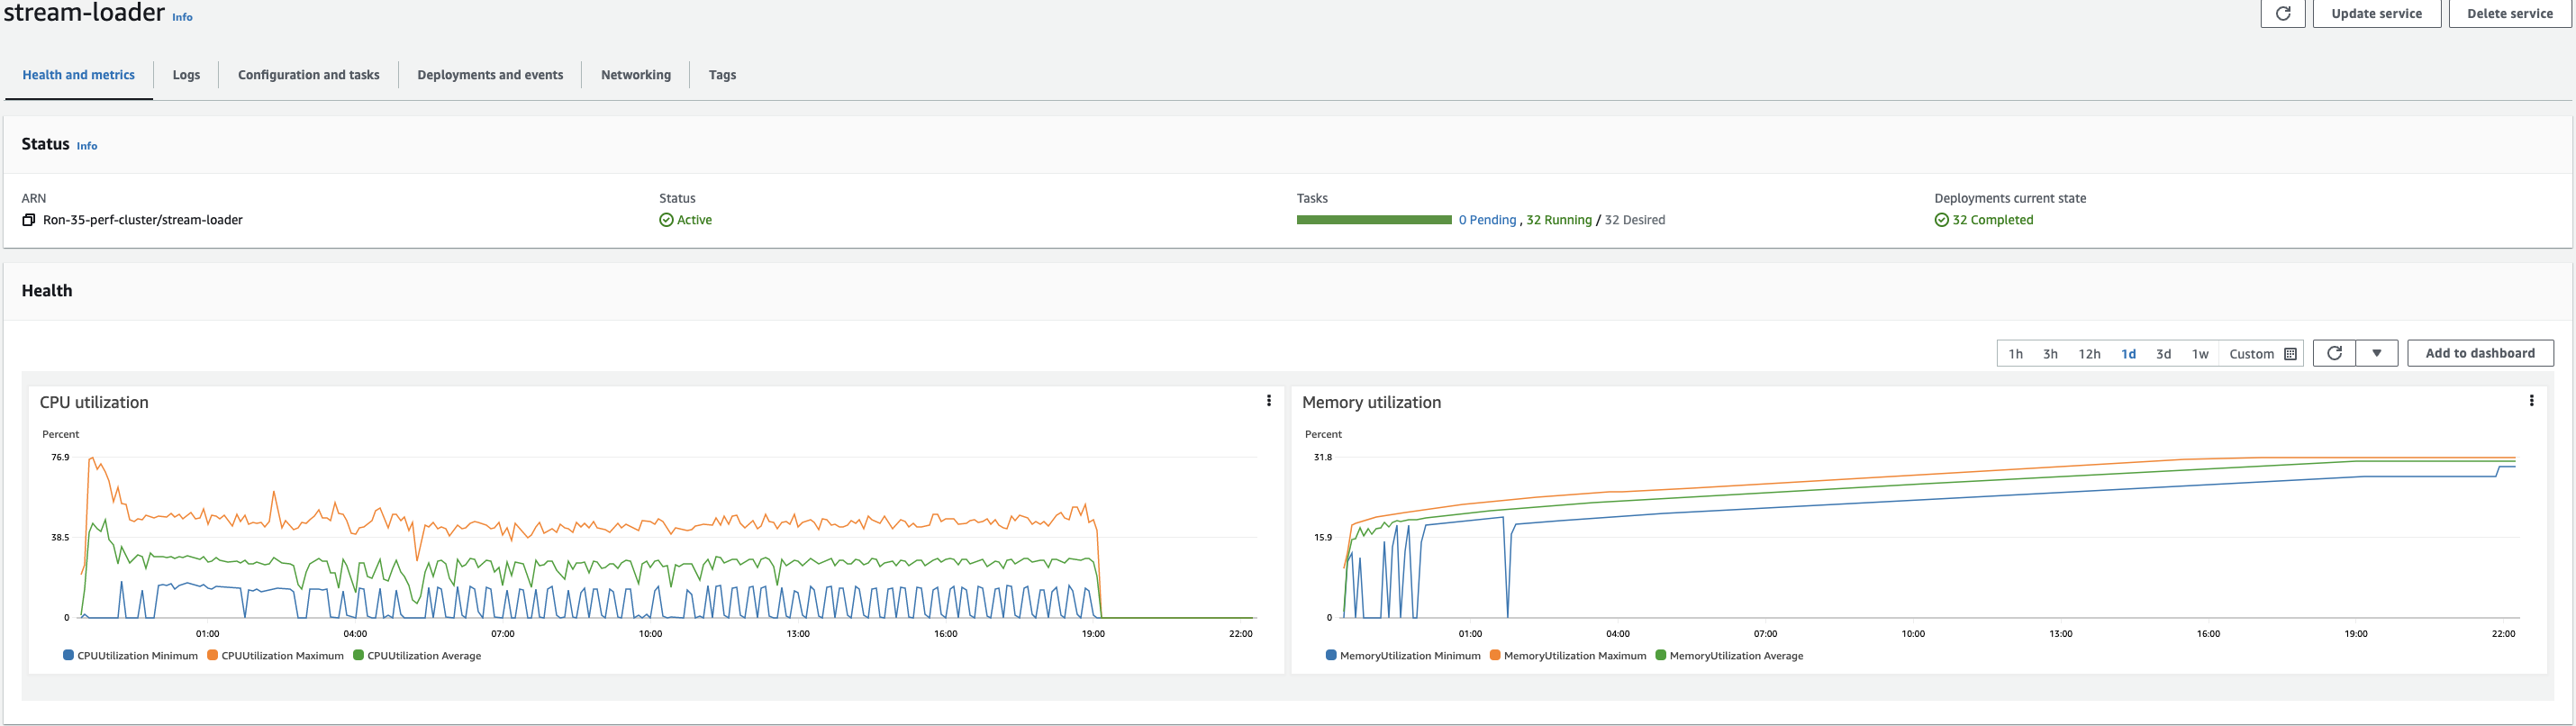 stream-loader Info
Update service Delete service
Health and metrics Logs Configuration and tasks Deployments and events Networking Tags
Status Info
ARN Status Tasks Deployments current state
Ron-35-perf-cluster/stream-loader Active 0 Pending , 32 Running / 32 Desired 32 Completed
Health
1h 3h 12h 1d 3d 1w Custom Add to dashboard
CPU utilization
Percent
76.9
38.5
0
01:00 04:00 07:00 10:00 13:00 16:00 19:00 22:00
CPUUtilization Minimum CPUUtilization Maximum CPUUtilization Average
Memory utilization
Percent
31.8
15.9
0
01:00 04:00 07:00 10:00 13:00 16:00 19:00 22:00
MemoryUtilization Minimum MemoryUtilization Maximum MemoryUtilization Average